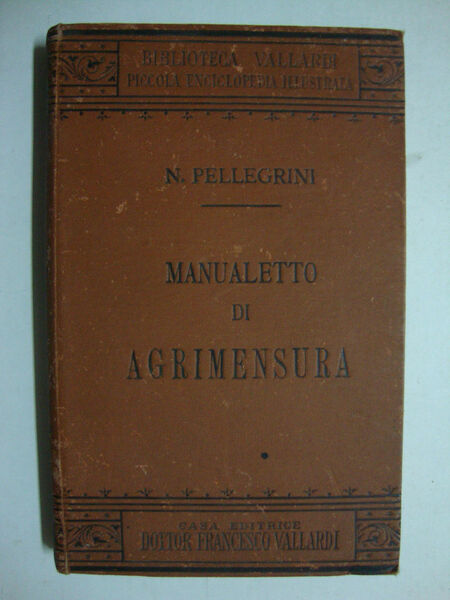 BIBLIOTECA VALLARDI
PICCOLA ENCICLOPEDIA ILLUSTRATA
N. PELLEGRINI
MANUALETTO
DI
AGRIMENSURA
CASA EDITRICE
DOTTOR FRANCESCO VALLARDI